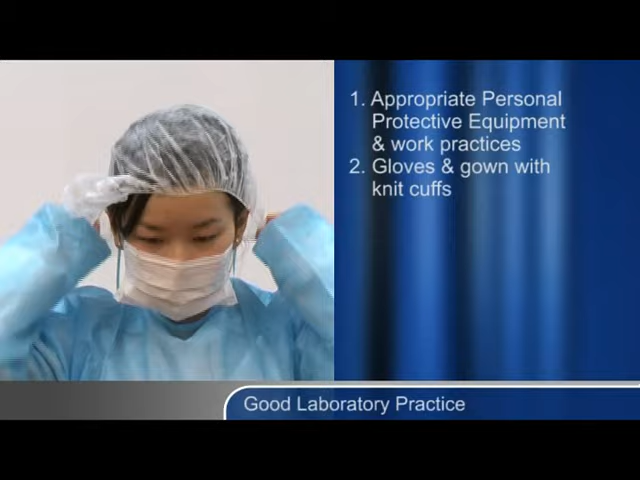 1. Appropriate Personal
Protective Equipment
& work practices
2. Gloves & gown with
knit cuffs
Good Laboratory Practice